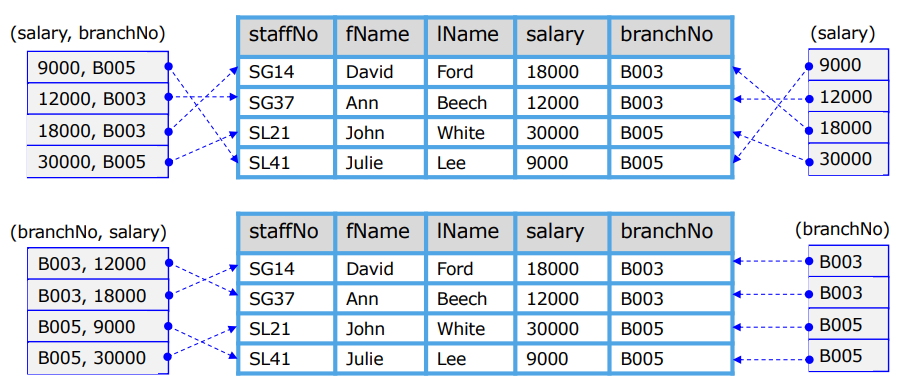 (salary, branchNo)
9000, B005
12000, B003
18000, B003
30000, B005
staffNo fName lName salary branchNo
SG14 David Ford 18000 B003
SG37 Ann Beech 12000 B003
SL21 John White 30000 B005
SL41 Julie Lee 9000 B005
(salary)
9000
12000
18000
30000
(branchNo, salary)
B003, 12000
B003, 18000
B005, 9000
B005, 30000
staffNo fName lName salary branchNo
SG14 David Ford 18000 B003
SG37 Ann Beech 12000 B003
SL21 John White 30000 B005
SL41 Julie Lee 9000 B005
(branchNo)
B003
B003
B005
B005